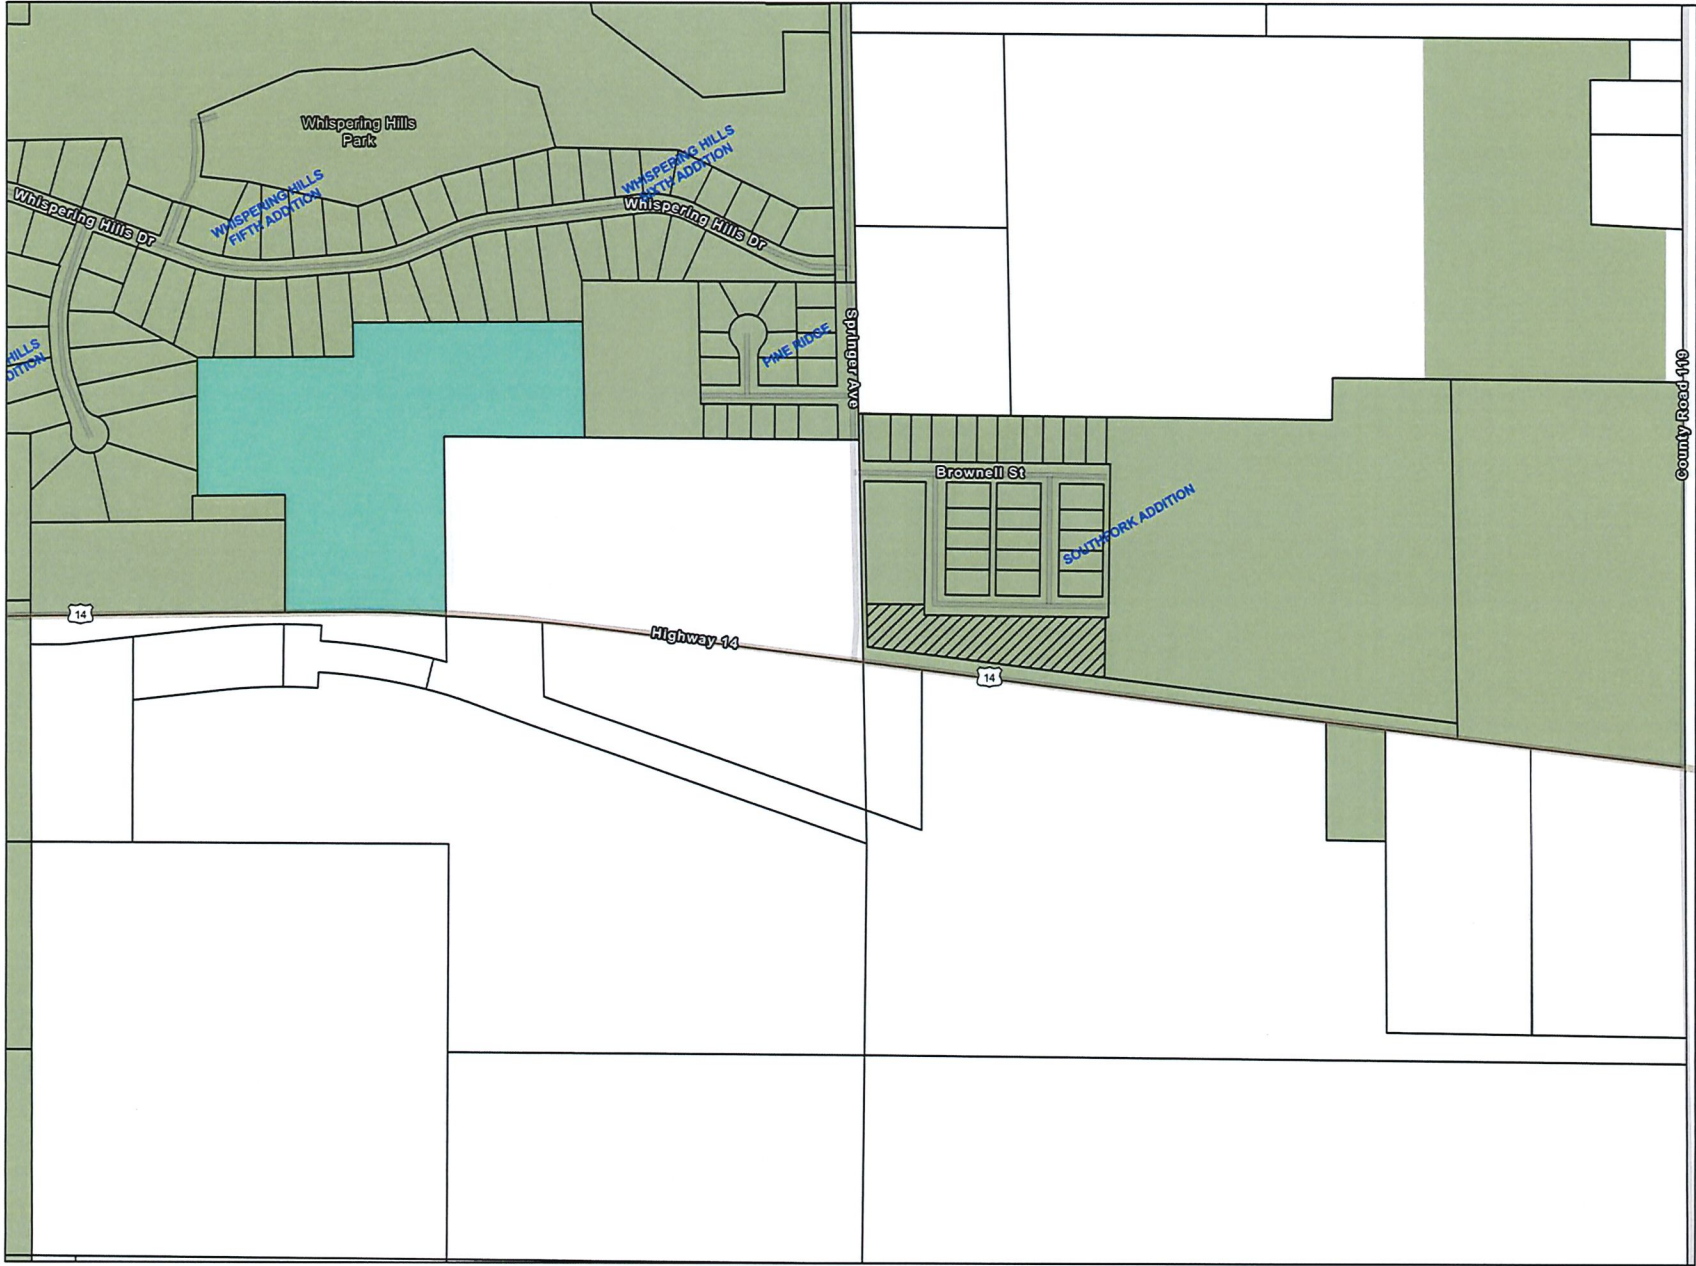 Whispering Hills
Park
WHISPERING HILLS
SIXTH ADDITION
WHISPERING HILLS
FIFTH ADDITION
Whispering Hills Dr
Whispering Hills Dr
HILLS
DITION
PINE RIDGE
Springer Ave
County Road 119
Brownell St
SOUTHFORK ADDITION
14
Highway 14
14